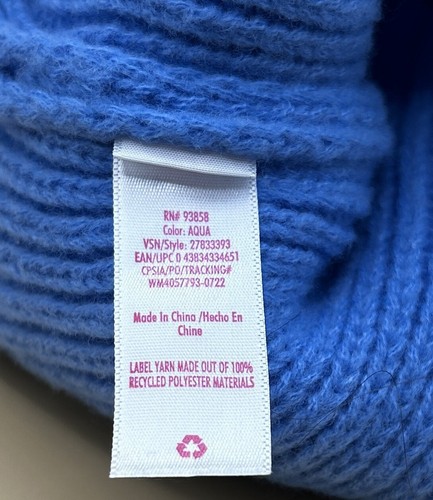 RN# 93858
Color: AQUA
VSN/Style: 27833393
EAN/UPC 0 43834334651
CPSIA/PO/TRACKING#
WM4057793-0722
Made In China /Hecho En
Chine
LABEL YARN MADE OUT OF 100%
RECYCLED POLYESTER MATERIALS